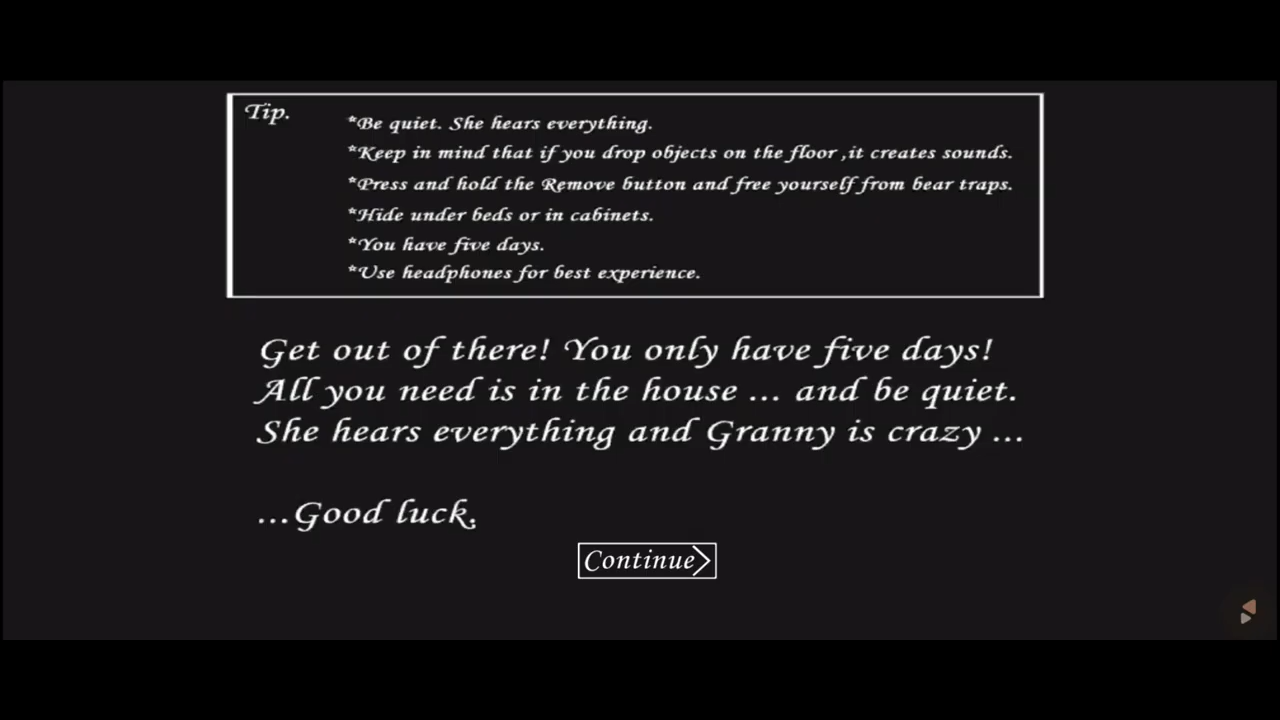 Tip.
*Be quiet. She hears everything.
*Keep in mind that if you drop objects on the floor ,it creates sounds.
*Press and hold the Remove button and free yourself from bear traps.
*Hide under beds or in cabinets.
*You have five days.
*Use headphones for best experience.
Get out of there! You only have five days!
All you need is in the house ... and be quiet.
She hears everything and Granny is crazy ...
...Good luck.
Continue>